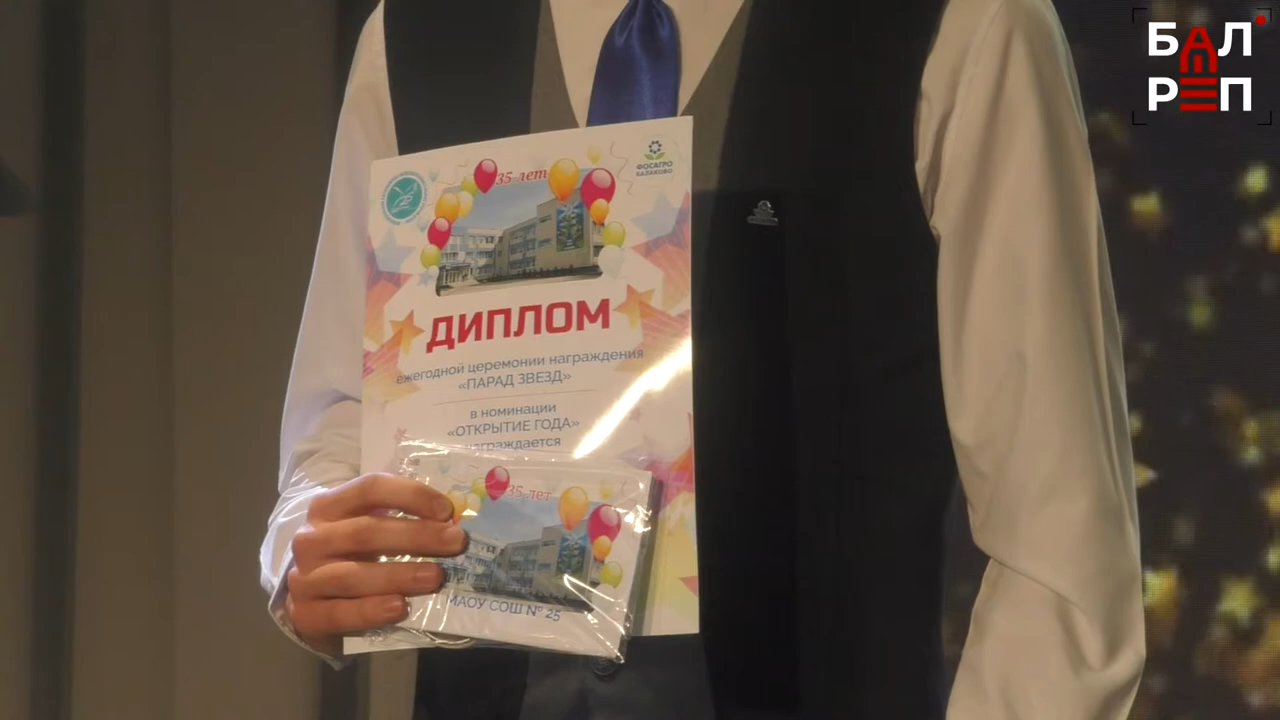 БАЛ
РЕП
35 лет
ФОСАГРО
БАЛАКОВО
ДИПЛОМ
ежегодной церемонии награждения
«ПАРАД ЗВЕЗД»
в номинации
«ОТКРЫТИЕ ГОДА»
награждается
35 лет
МАОУ СОШ № 25